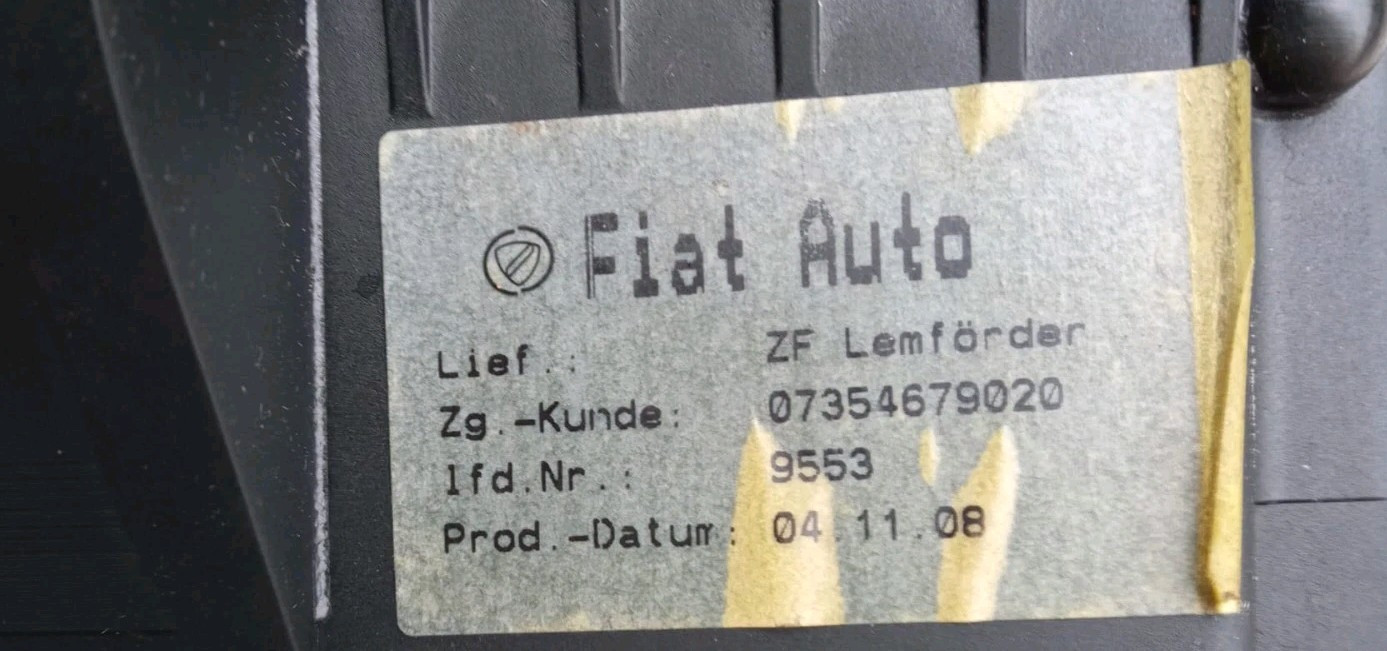 Fiat Auto
Lief.: ZF Lemförder
Zg.-Kunde: 07354679020
lfd.Nr.: 9553
Prod.-Datum: 04.11.08